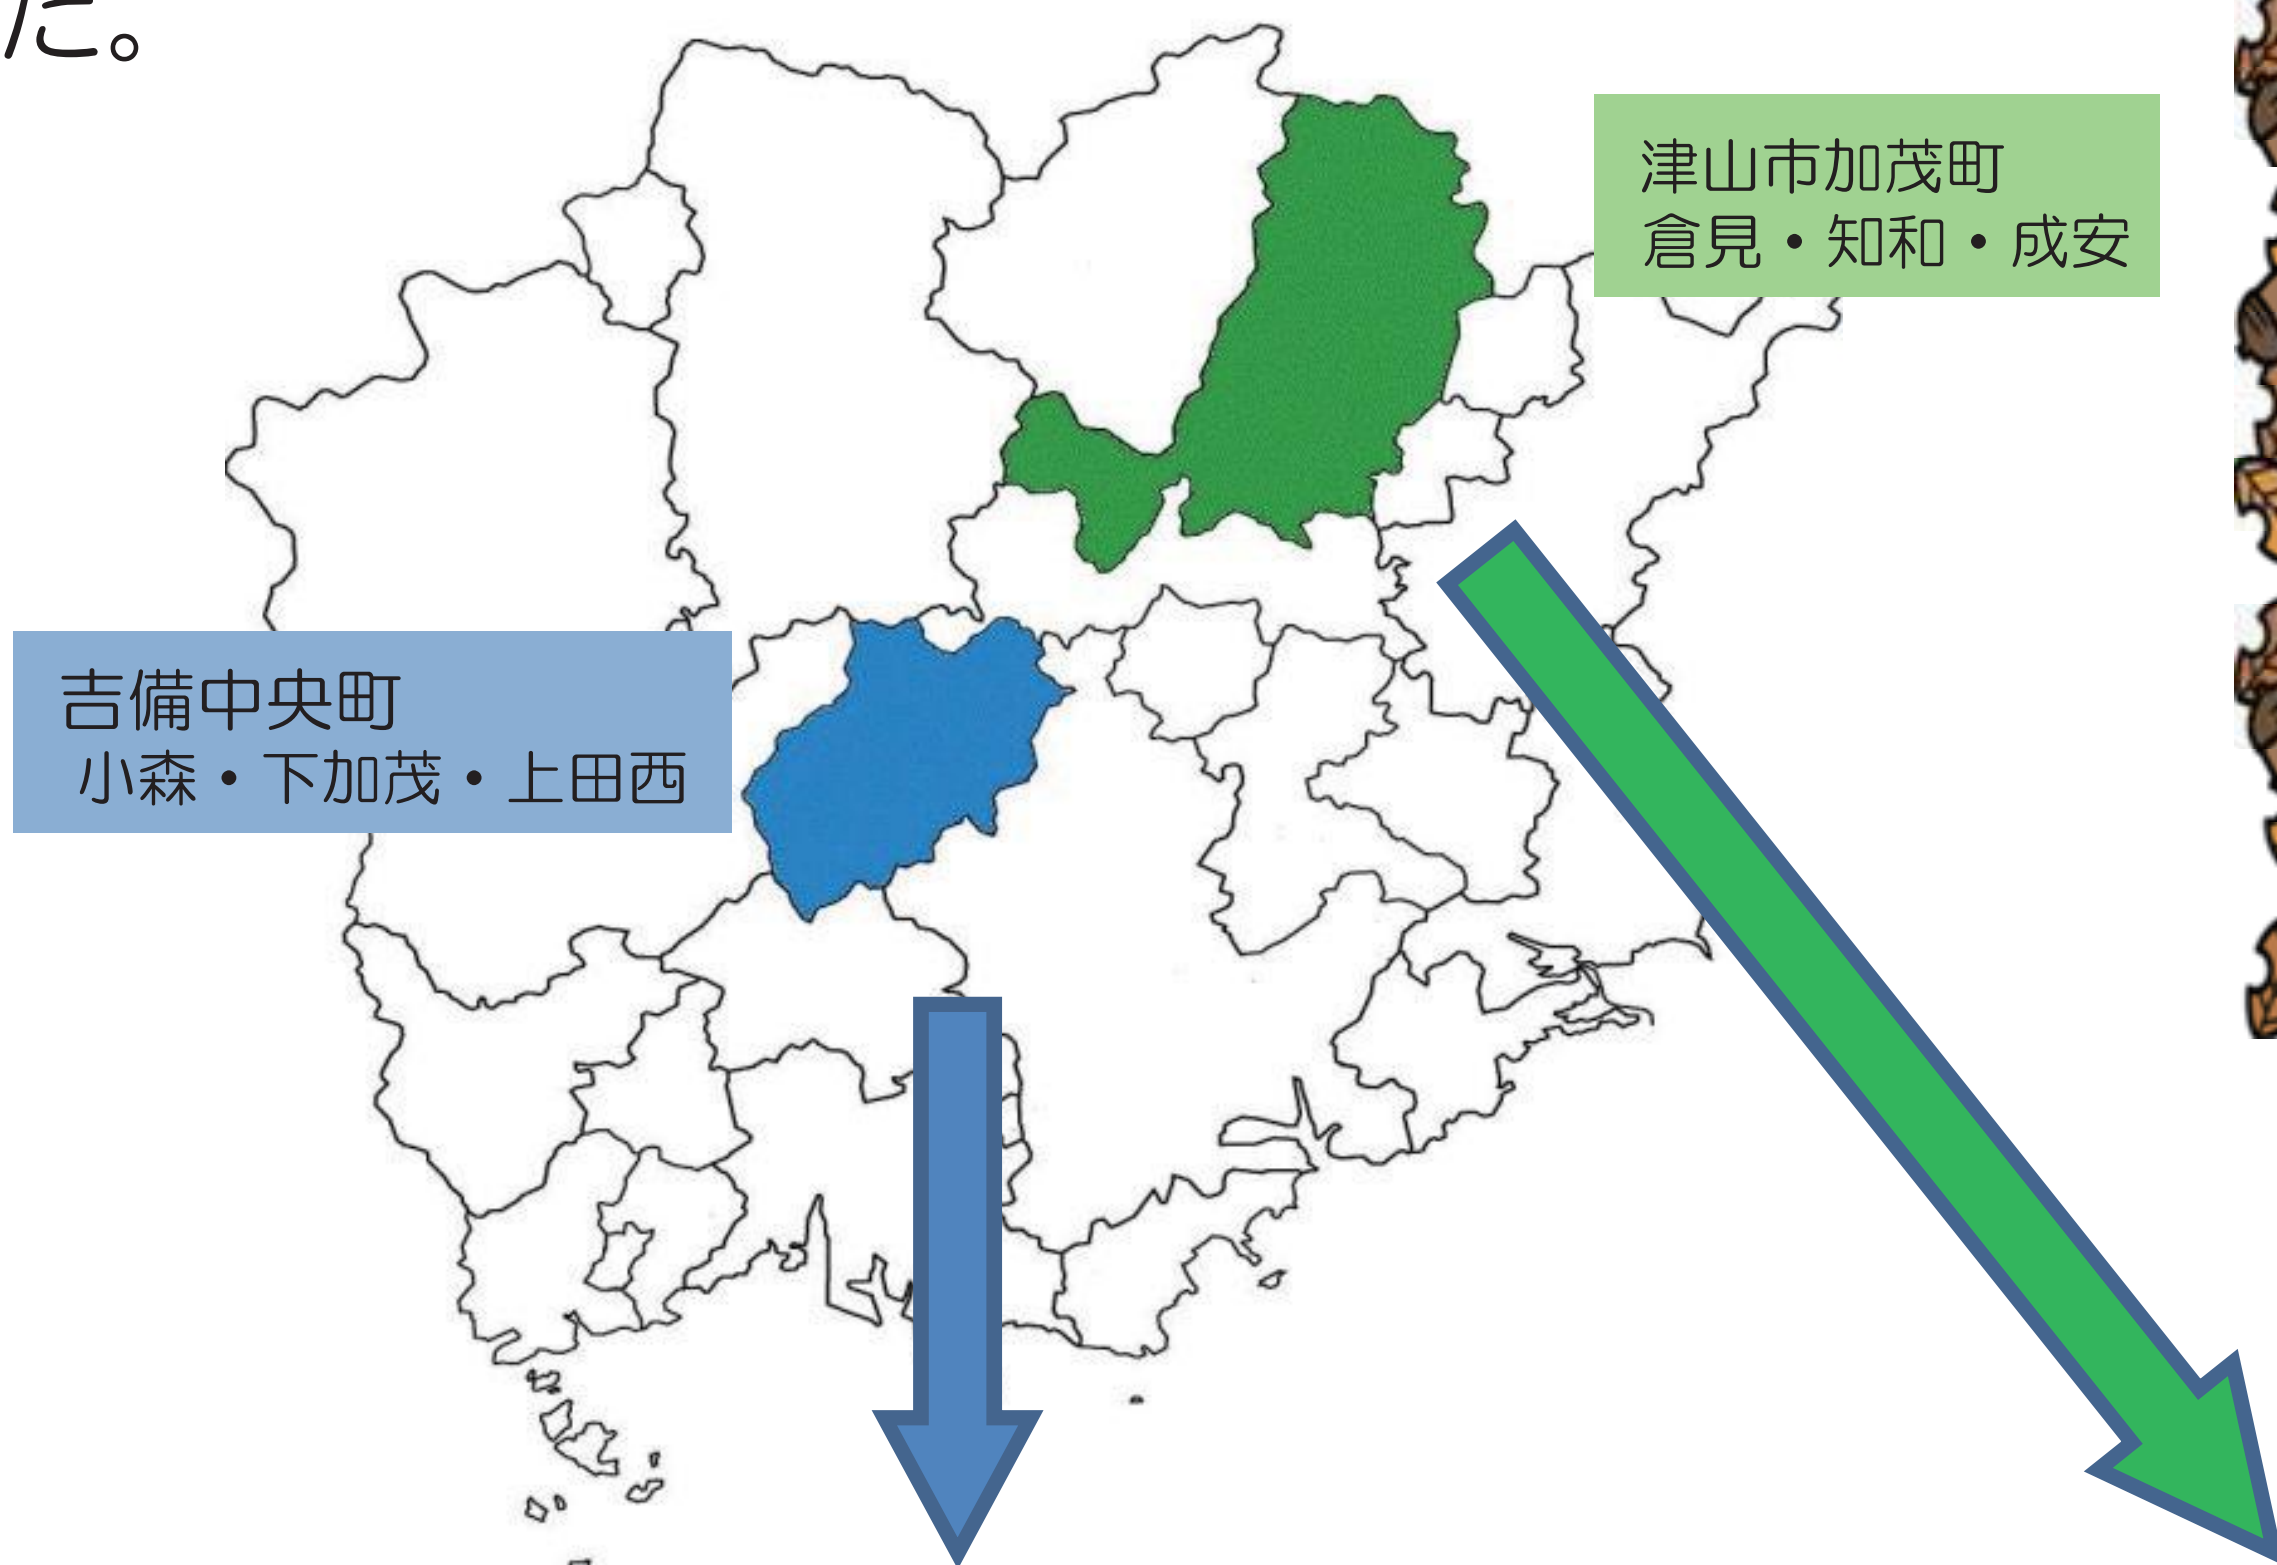 た。
津山市加茂町
倉見・知和・成安
吉備中央町
小森・下加茂・上田西